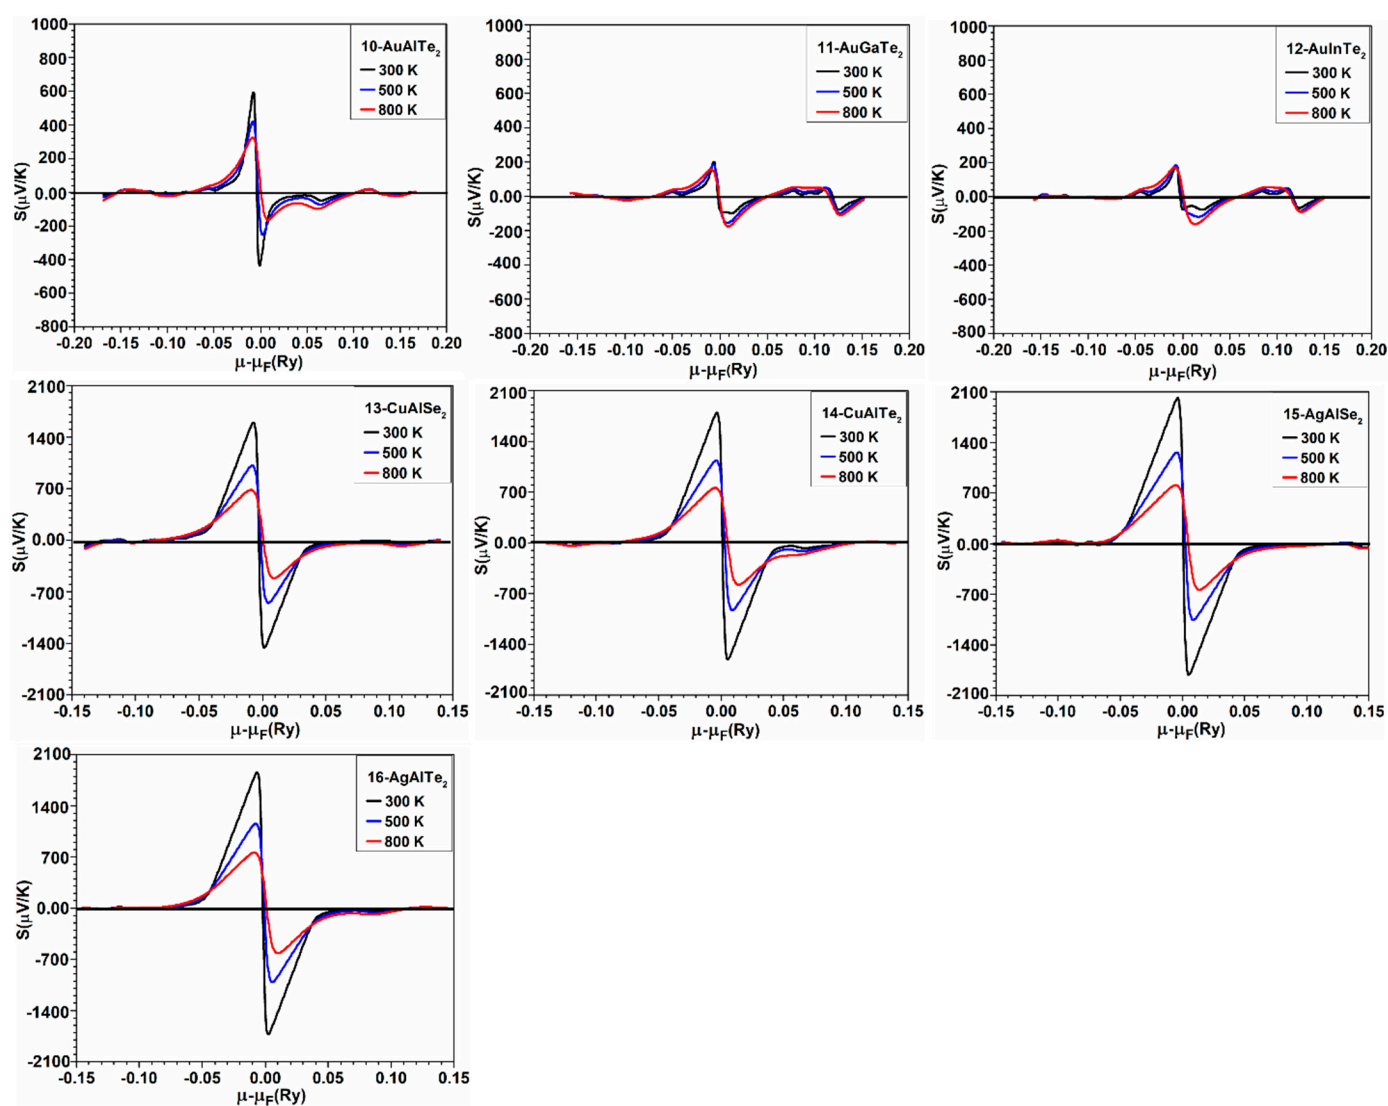 1000
800
600
400
200
0.00
-200
-400
-600
-800
S(μV/K)
10-AuAlTe2
300 K
500 K
800 K
-0.20 -0.15 -0.10 -0.05 0.00 0.05 0.10 0.15 0.20
μ-μF(Ry)
1000
800
600
400
200
0.00
-200
-400
-600
-800
S(μV/K)
11-AuGaTe2
300 K
500 K
800 K
-0.20 -0.15 -0.10 -0.05 0.00 0.05 0.10 0.15 0.20
μ-μF(Ry)
1000
800
600
400
200
0.00
-200
-400
-600
-800
S(μV/K)
12-AuInTe2
300 K
500 K
800 K
-0.20 -0.15 -0.10 -0.05 0.00 0.05 0.10 0.15 0.20
μ-μF(Ry)
2100
1400
700
0.00
-700
-1400
-2100
S(μV/K)
13-CuAlSe2
300 K
500 K
800 K
-0.15 -0.10 -0.05 0.00 0.05 0.10 0.15
μ-μF(Ry)
2100
1400
700
0.00
-700
-1400
-2100
S(μV/K)
14-CuAlTe2
300 K
500 K
800 K
-0.15 -0.10 -0.05 0.00 0.05 0.10 0.15
μ-μF(Ry)
2100
1400
700
0.00
-700
-1400
-2100
S(μV/K)
15-AgAlSe2
300 K
500 K
800 K
-0.15 -0.10 -0.05 0.00 0.05 0.10 0.15
μ-μF(Ry)
2100
1400
700
0.00
-700
-1400
-2100
S(μV/K)
16-AgAlTe2
300 K
500 K
800 K
-0.15 -0.10 -0.05 0.00 0.05 0.10 0.15
μ-μF(Ry)